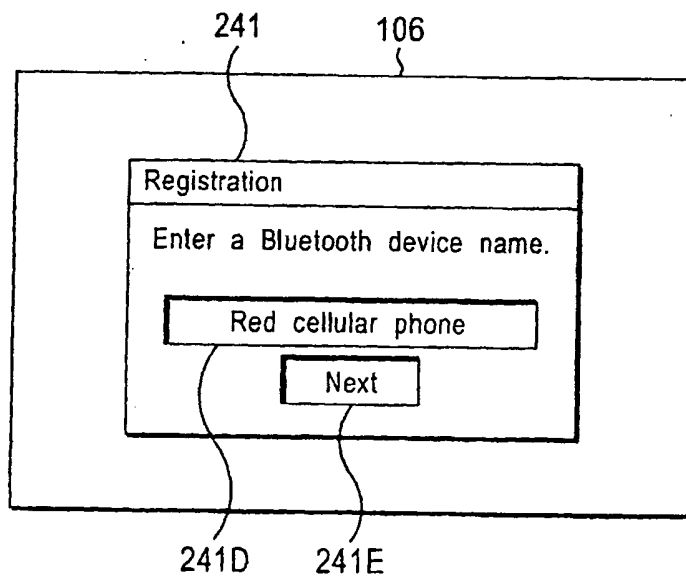 241
106
Registration
Enter a Bluetooth device name.
Red cellular phone
Next
241D
241E